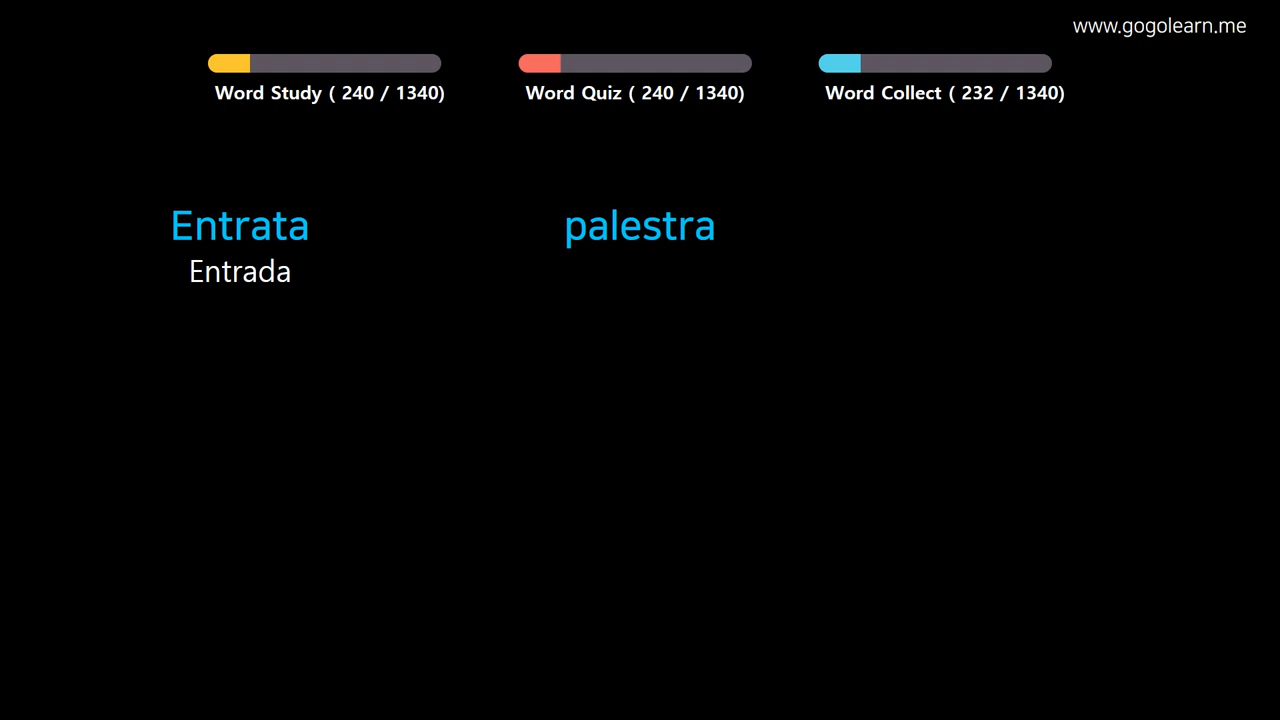 www.gogolearn.me
Word Study ( 240 / 1340)
Word Quiz ( 240 / 1340)
Word Collect ( 232 / 1340)
Entrata
palestra
Entrada